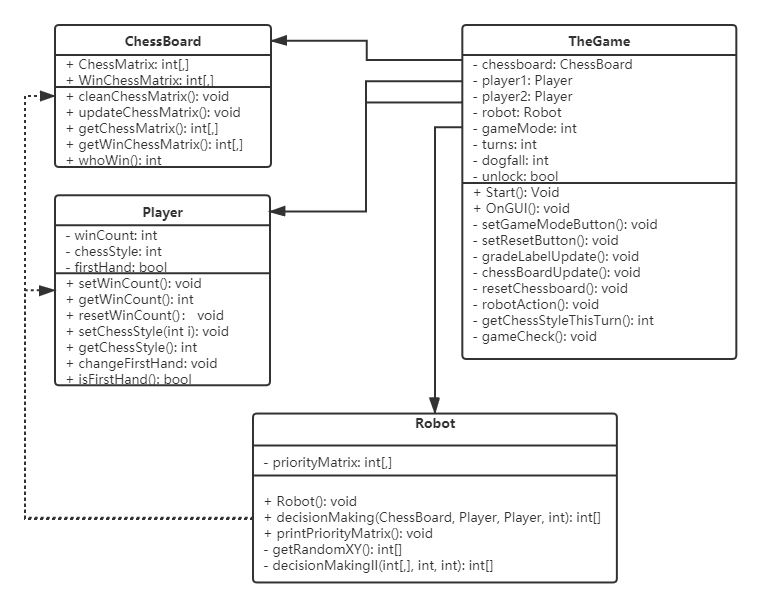 ChessBoard
+ ChessMatrix: int[,]
+ WinChessMatrix: int[,]
+ cleanChessMatrix(): void
+ updateChessMatrix(): void
+ getChessMatrix(): int[,]
+ getWinChessMatrix(): int[,]
+ whoWin(): int
TheGame
- chessboard: ChessBoard
- player1: Player
- player2: Player
- robot: Robot
- gameMode: int
- turns: int
- dogfall: int
- unlock: bool
+ Start(): Void
+ OnGUI(): void
- setGameModeButton(): void
- setResetButton(): void
- gradeLabelUpdate(): void
- chessBoardUpdate(): void
- resetChessboard(): void
- robotAction(): void
- getChessStyleThisTurn(): int
- gameCheck(): void
Player
- winCount: int
- chessStyle: int
- firstHand: bool
+ setWinCount(): void
+ getWinCount(): int
+ resetWinCount()： void
+ setChessStyle(int i): void
+ getChessStyle(): int
+ changeFirstHand: void
+ isFirstHand(): bool
Robot
- priorityMatrix: int[,]
+ Robot(): void
+ decisionMaking(ChessBoard, Player, Player, int): int[]
+ printPriorityMatrix(): void
- getRandomXY(): int[]
- decisionMakingII(int[,], int, int): int[]